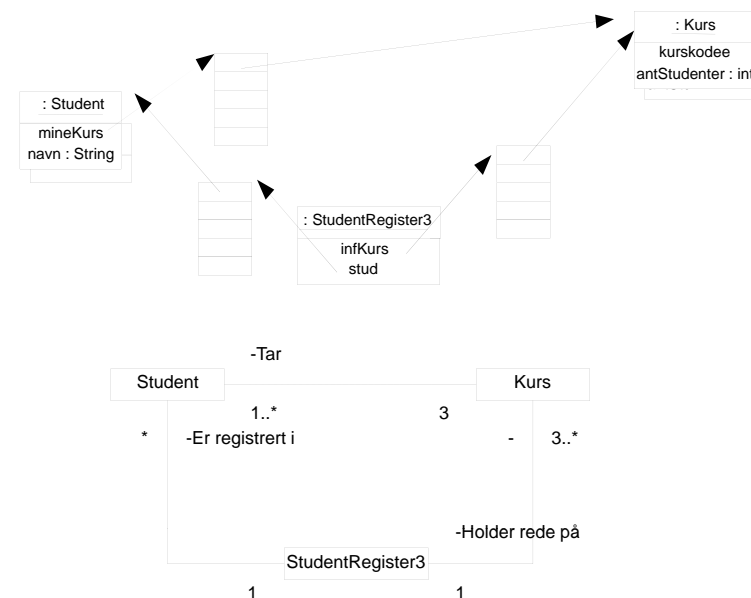 : Kurs
kurskodee
antStudenter : int
: Student
mineKurs
navn : String
: StudentRegister3
infKurs
stud
-Tar
Student
Kurs
1..*
3
*
-Er registrert i
-
3..*
-Holder rede på
StudentRegister3
1
1